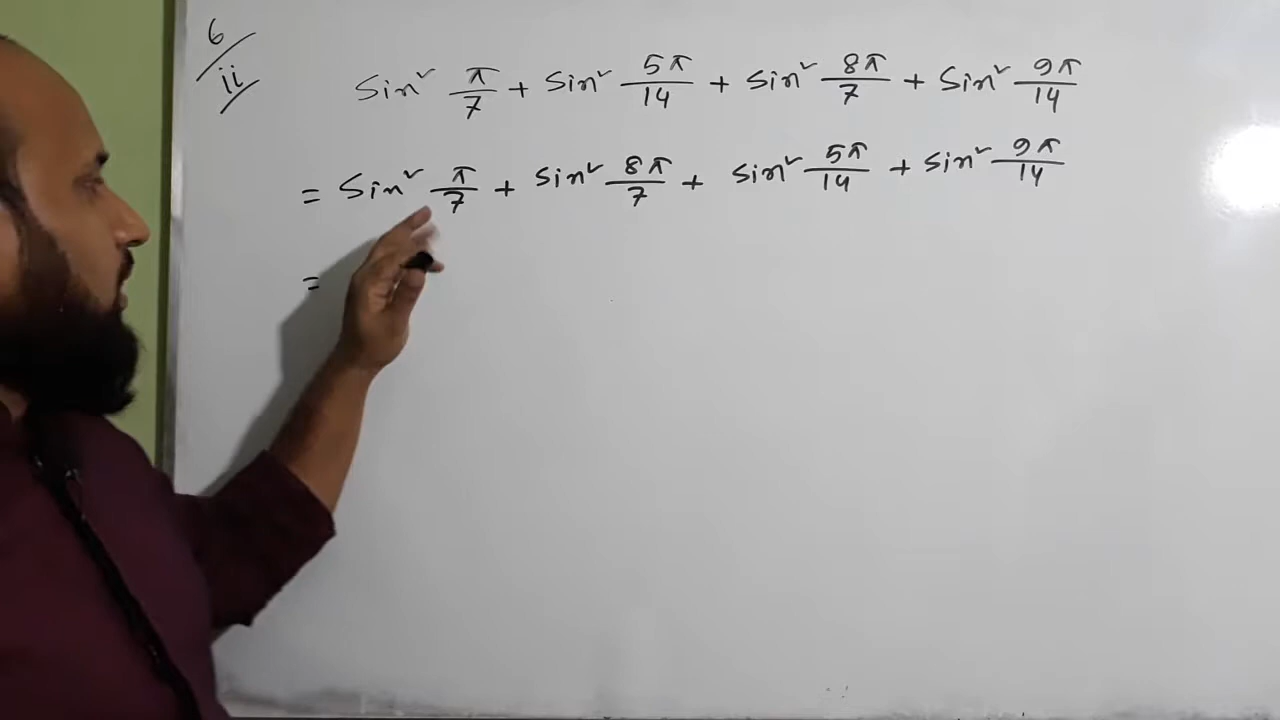 6/ii
Sin² π/7 + Sin² 5π/14 + Sin² 8π/7 + Sin² 9π/14
= Sin² π/7 + Sin² 8π/7 + Sin² 5π/14 + Sin² 9π/14
=